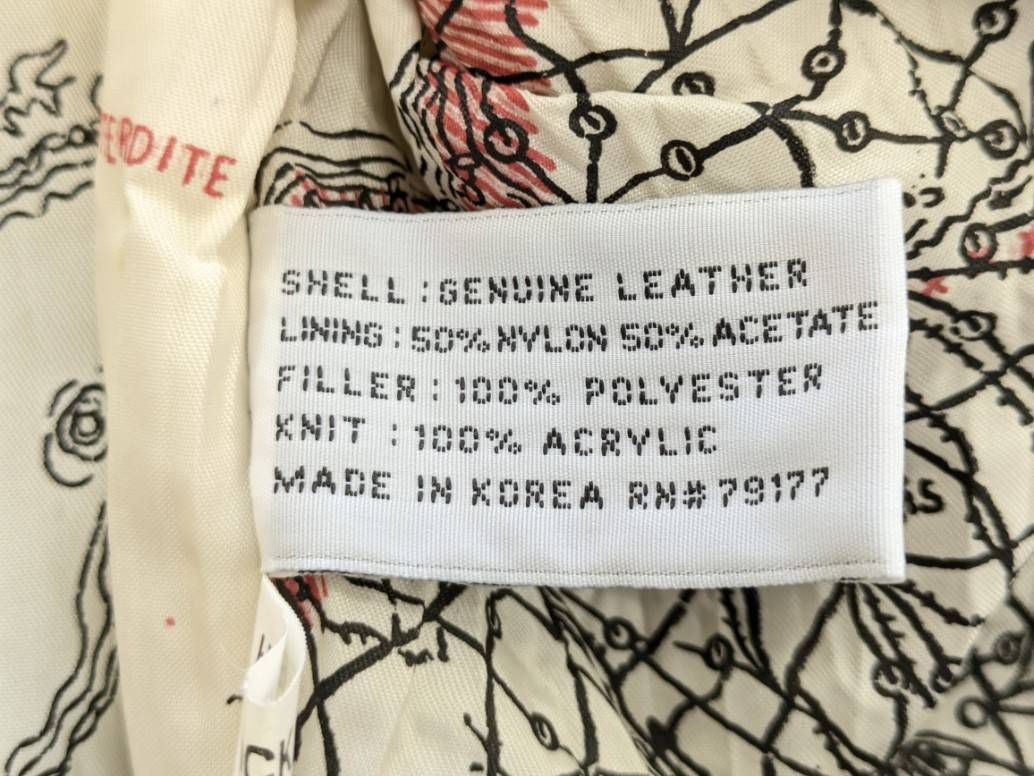 ERDITE
SHELL : GENUINE LEATHER
LINING : 50% NYLON 50% ACETATE
FILLER : 100% POLYESTER
KNIT : 100% ACRYLIC
MADE IN KOREA RN# 79177